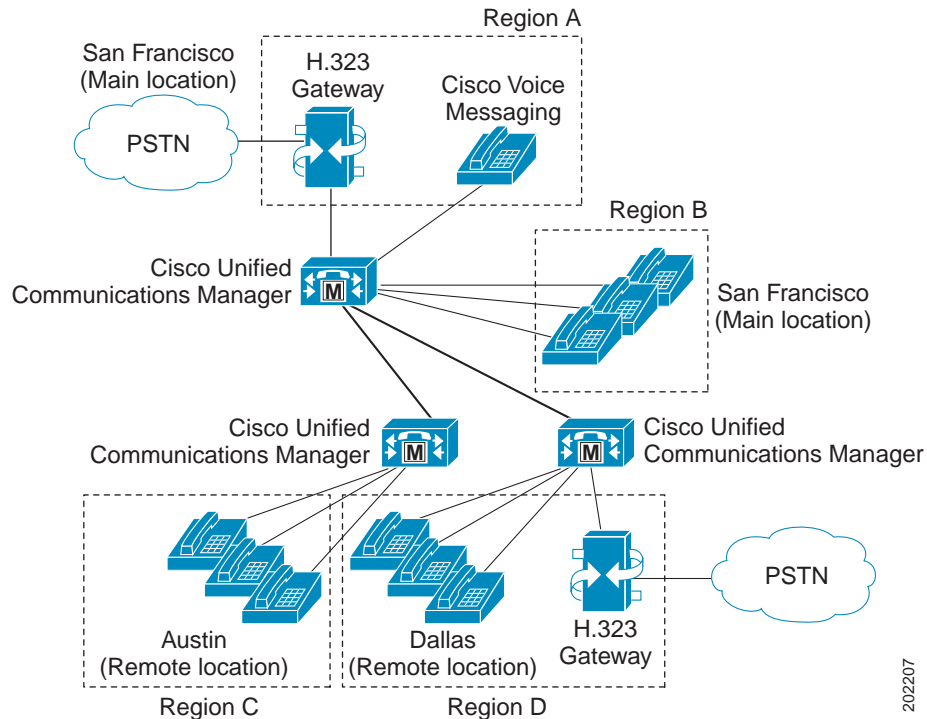 Region A
San Francisco
(Main location)
H.323
Gateway
Cisco Voice
Messaging
PSTN
Region B
Cisco Unified
Communications Manager
M
San Francisco
(Main location)
Cisco Unified
Communications Manager
M
M
Cisco Unified
Communications Manager
PSTN
Austin
(Remote location)
Dallas
(Remote location)
H.323
Gateway
Region C
Region D
202207